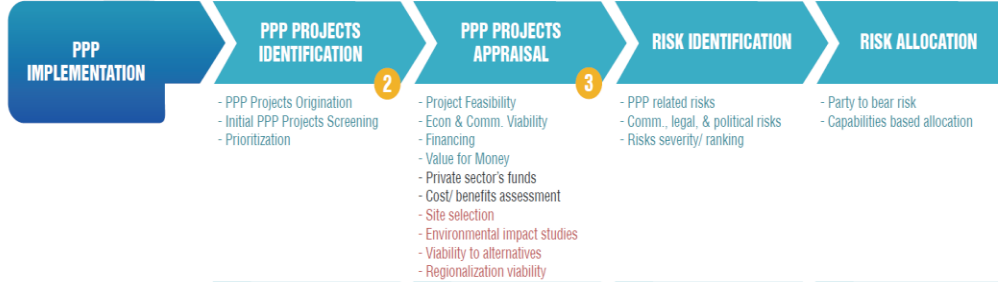 PPP
IMPLEMENTATION
PPP PROJECTS
IDENTIFICATION
2
- PPP Projects Origination
- Initial PPP Projects Screening
- Prioritization
PPP PROJECTS
APPRAISAL
3
- Project Feasibility
- Econ & Comm. Viability
- Financing
- Value for Money
- Private sector's funds
- Cost/ benefits assessment
- Site selection
- Environmental impact studies
- Viability to alternatives
- Regionalization viability
RISK IDENTIFICATION
- PPP related risks
- Comm., legal, & political risks
- Risks severity/ ranking
RISK ALLOCATION
- Party to bear risk
- Capabilities based allocation